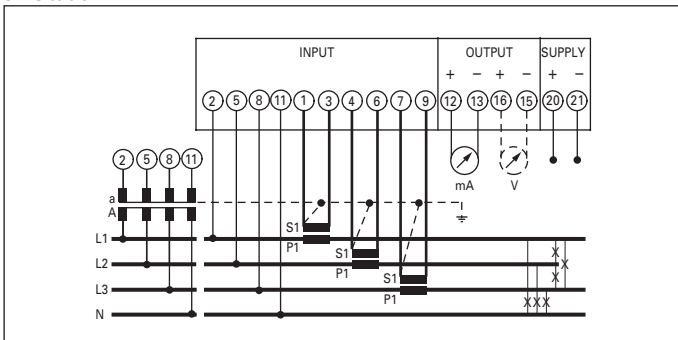 INPUT OUTPUT SUPPLY
+ − + − + −
2 5 8 11 1 3 4 6 7 9 12 13 16 15 20 21
2 5 8 11
mA V
a
A
S1
L1
P1
S1
L2
P1
S1
L3
P1
N
X
X X
X
X X X